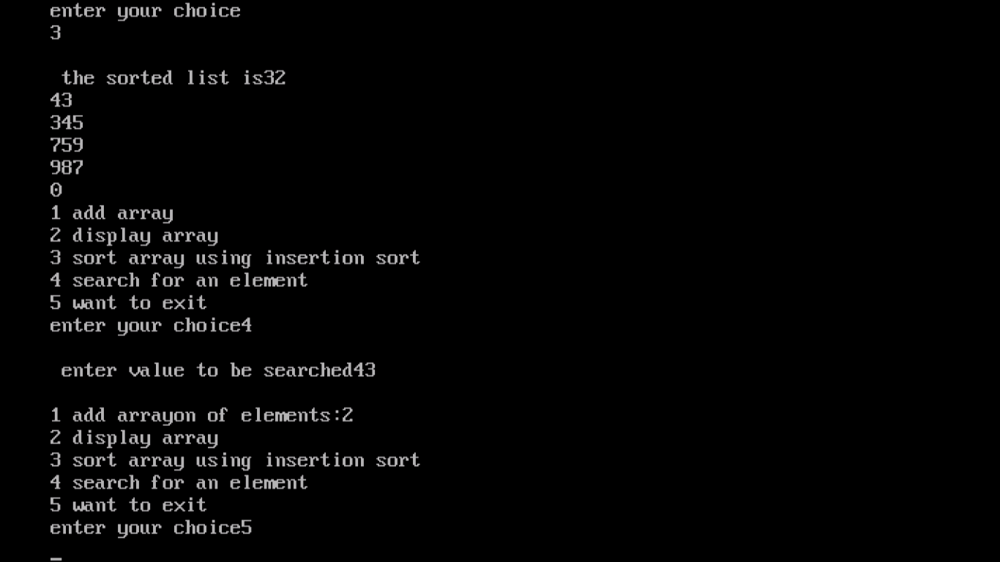 enter your choice
3
the sorted list is32
43
345
759
987
0
1 add array
2 display array
3 sort array using insertion sort
4 search for an element
5 want to exit
enter your choice4
enter value to be searched43
1 add arrayon of elements:2
2 display array
3 sort array using insertion sort
4 search for an element
5 want to exit
enter your choice5